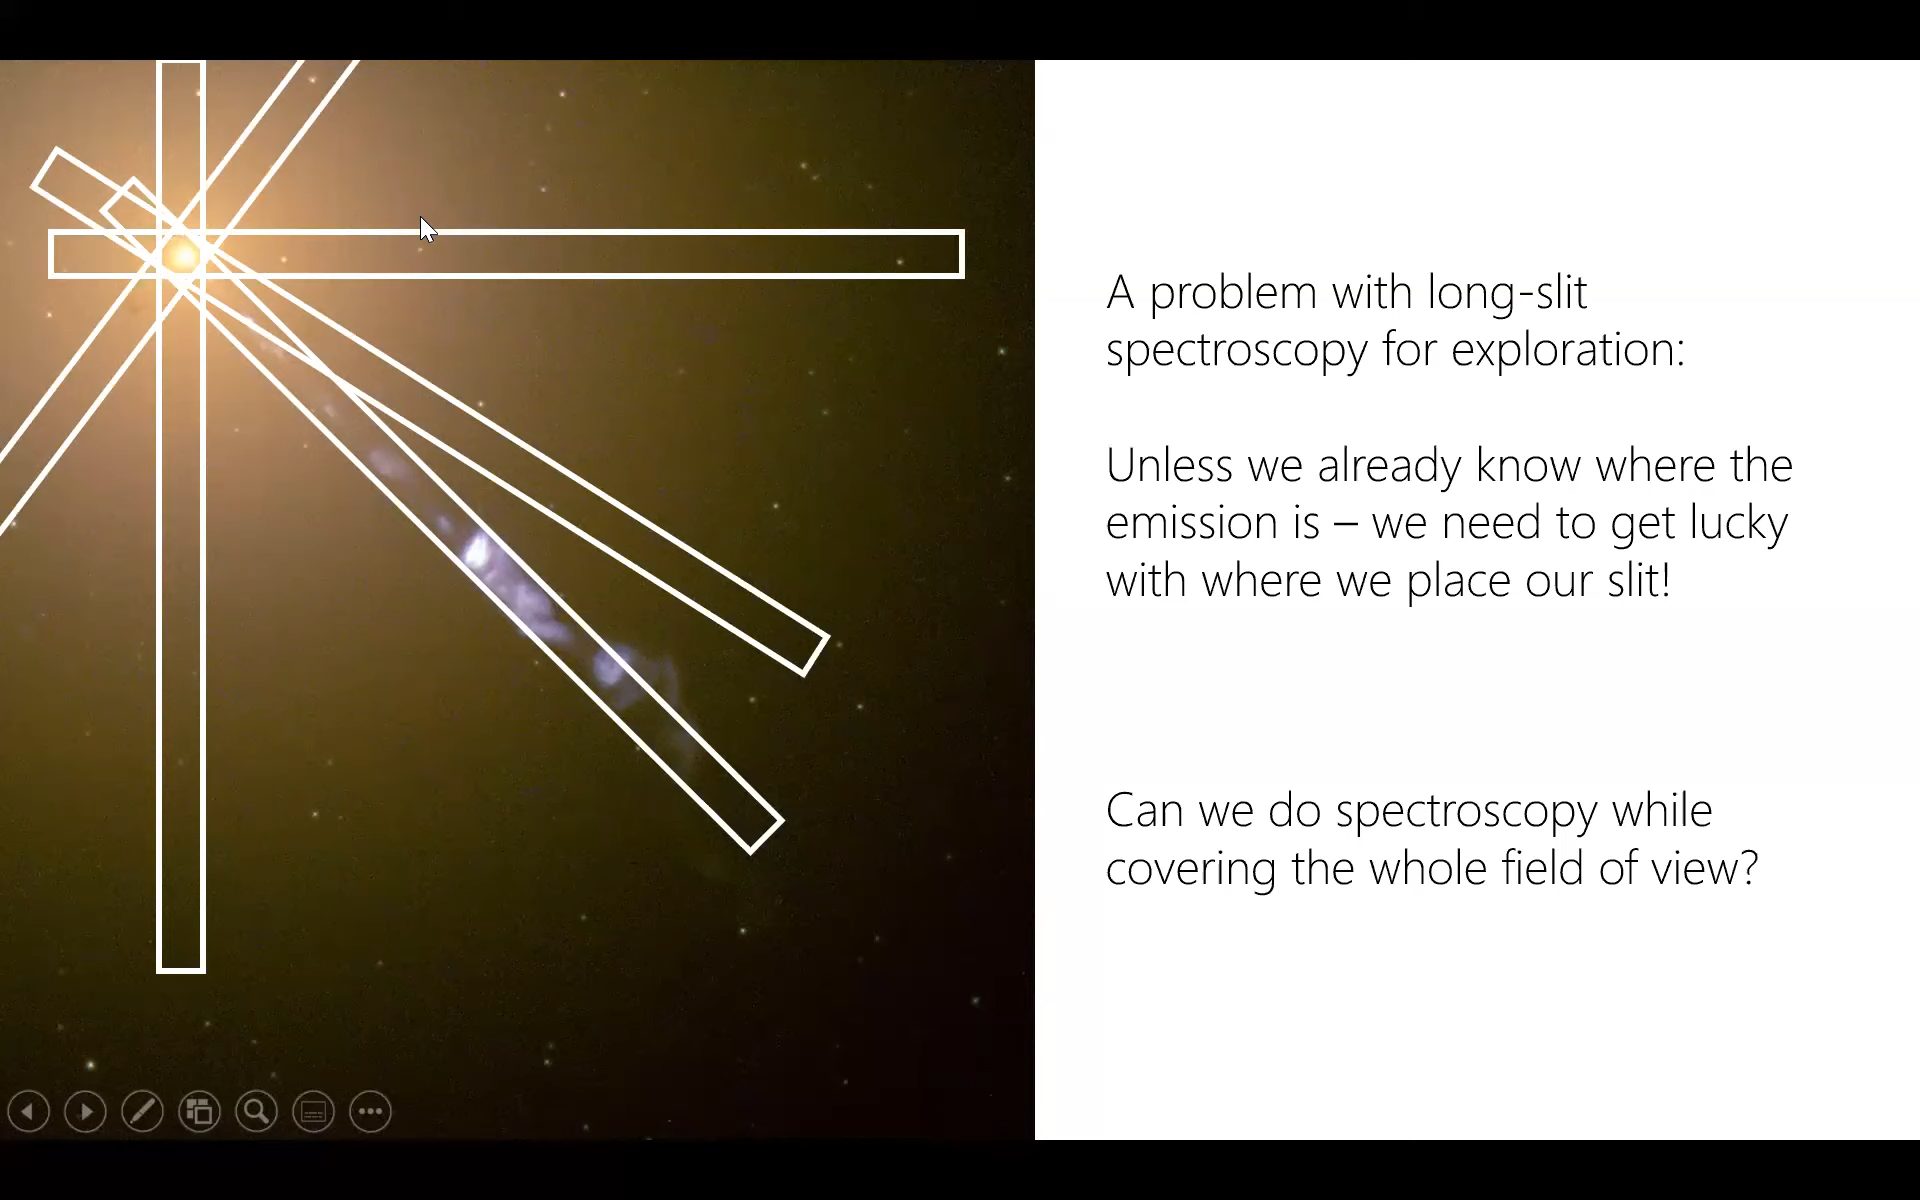 A problem with long-slit
spectroscopy for exploration:
Unless we already know where the
emission is – we need to get lucky
with where we place our slit!
Can we do spectroscopy while
covering the whole field of view?